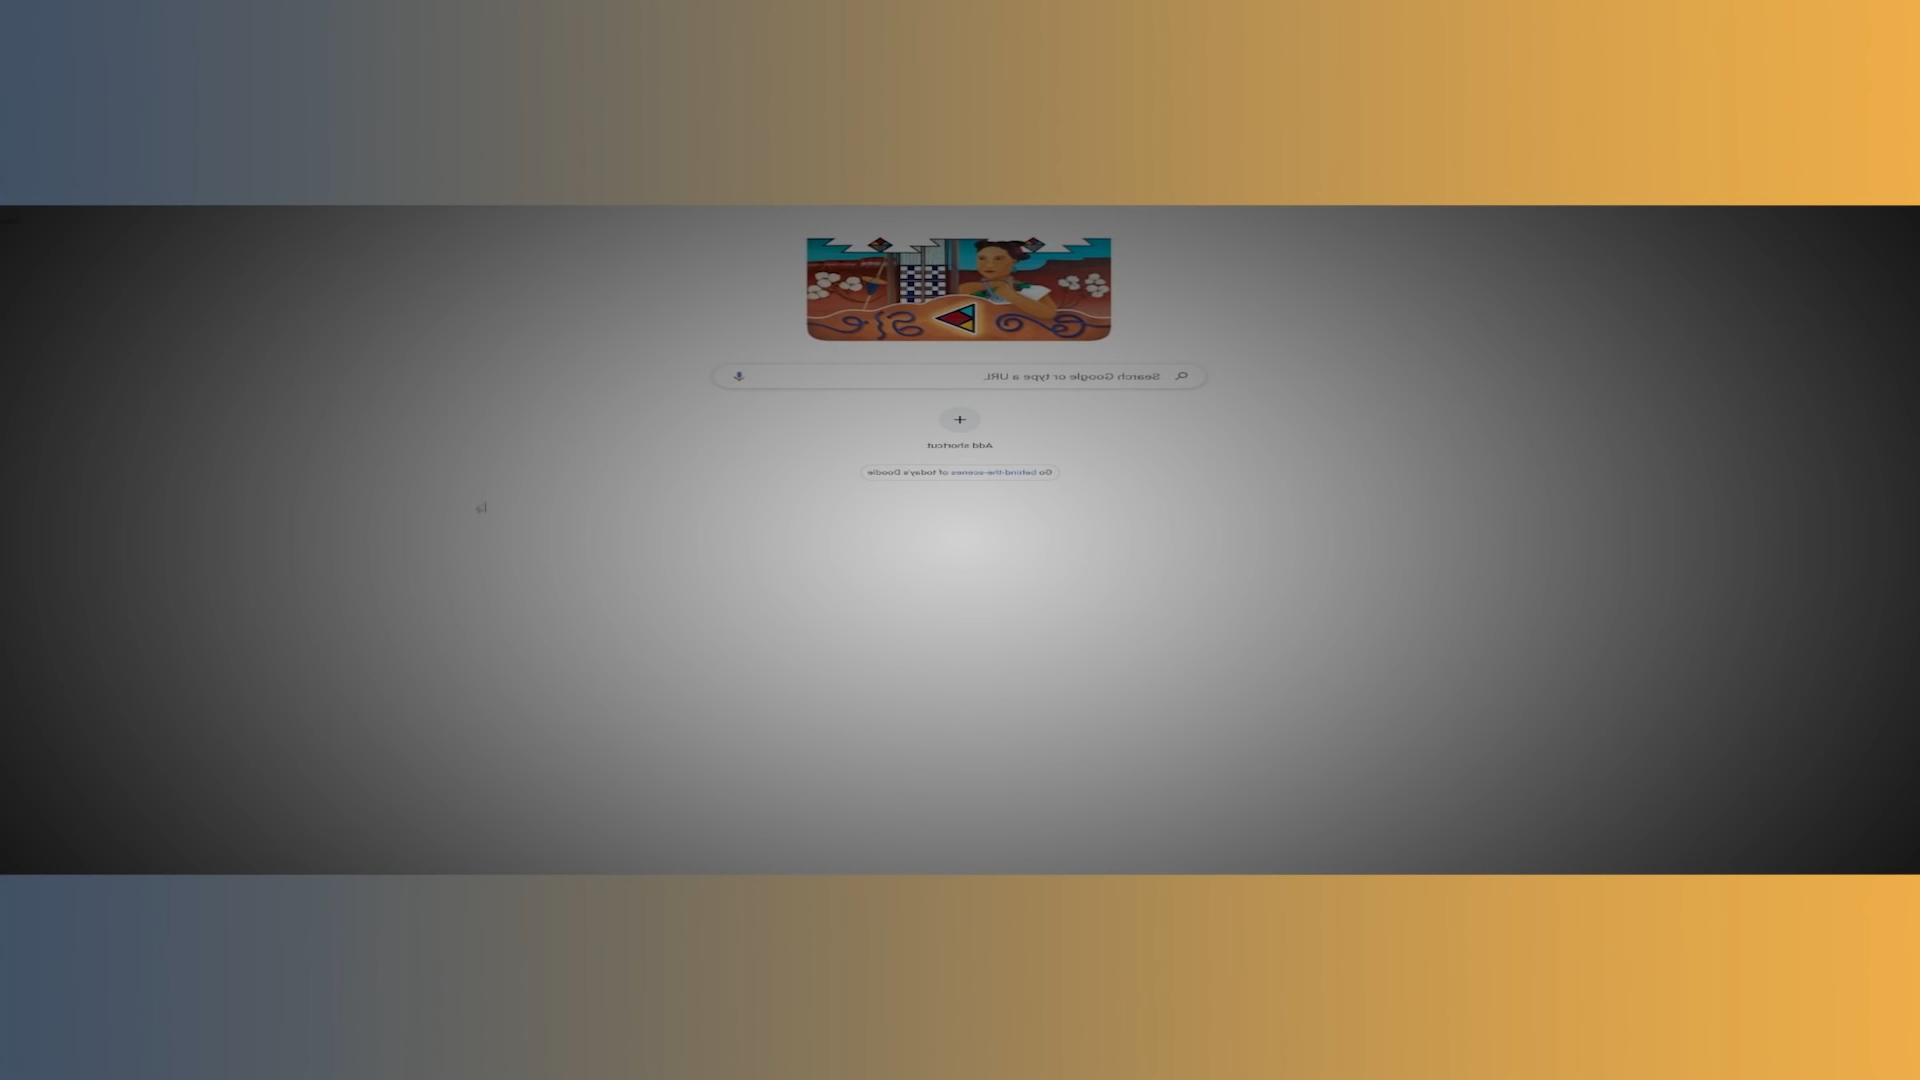 Search Google or type a URL
Add shortcut
Go behind-the-scenes of today's Doodle